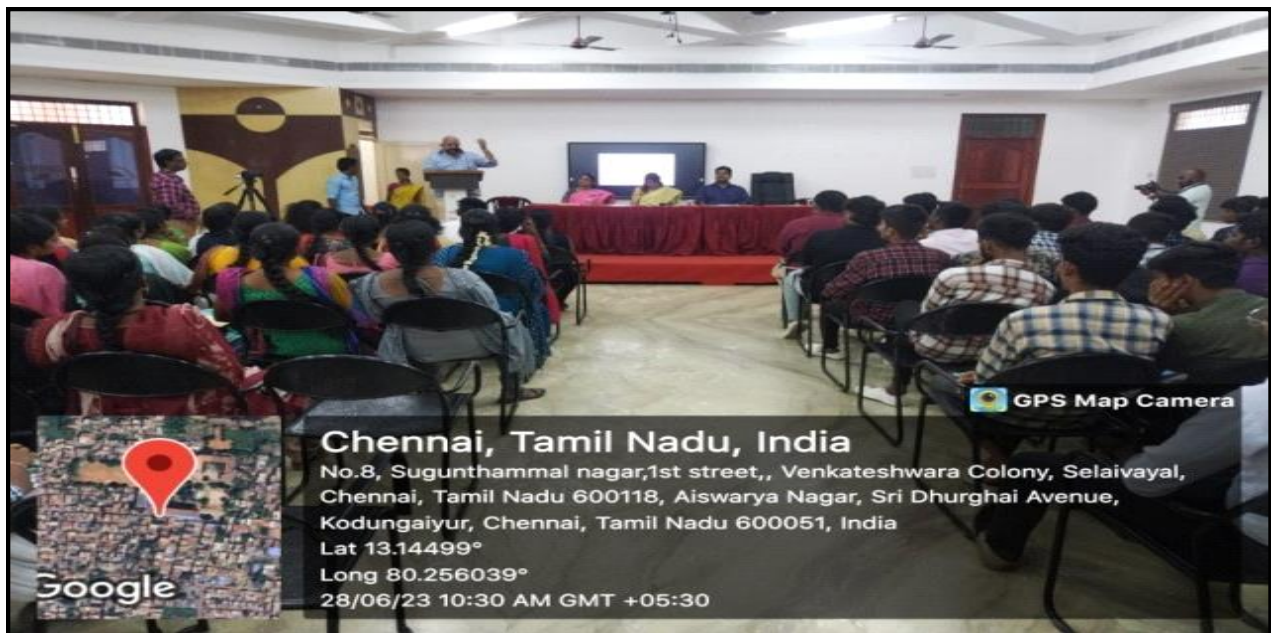 GPS Map Camera
Chennai, Tamil Nadu, India
No.8, Sugunthammal nagar,1st street,, Venkateshwara Colony, Selaivayal,
Chennai, Tamil Nadu 600118, Aiswarya Nagar, Sri Dhurghai Avenue,
Kodungaiyur, Chennai, Tamil Nadu 600051, India
Lat 13.14499°
Long 80.256039°
28/06/23 10:30 AM GMT +05:30
Google